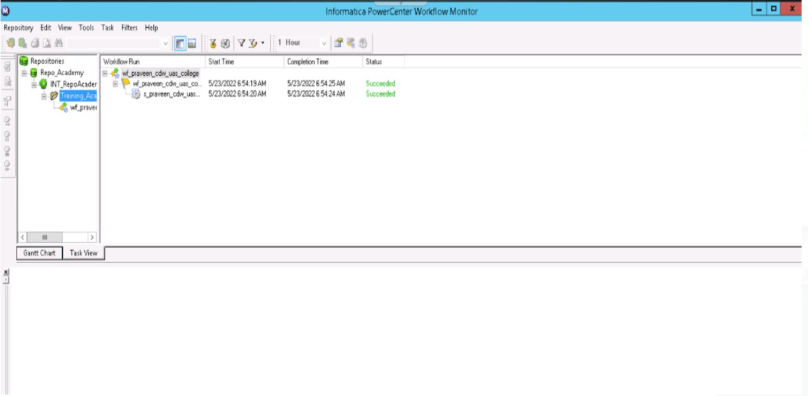 Informatica PowerCenter Workflow Monitor
Repository Edit View Tools Task Filters Help
1 Hour
Repositories
Repo_Academy
INT_RepoAcader
Training_Aca
wf_pravee
Workflow Run Start Time Completion Time Status
wf_praveen_cdw_uas_college
wf_praveen_cdw_uas_co... 5/23/2022 6:54:19 AM 5/23/2022 6:54:25 AM Succeeded
s_praveen_cdw_uas... 5/23/2022 6:54:20 AM 5/23/2022 6:54:24 AM Succeeded
Gantt Chart Task View